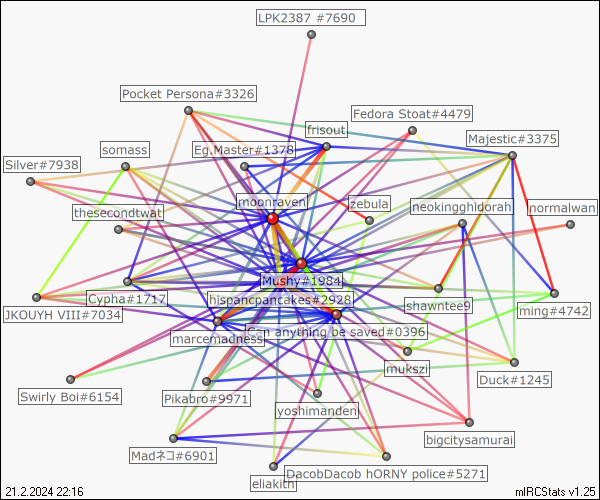 LPK2387 #7690
Pocket Persona#3326
Fedora Stoat#4479
frisout
Majestic#3375
somass
Eg.Master#1378
Silver#7938
moonraven
zebula
neokingghidorah
normalwan
thesecondtwat
Mushy#1984
Cypha#1717
hispancpancakes#2928
shawntee9
JKOUYH VIII#7034
ming#4742
marcemadness
Can anything be saved#0396
mukszi
Duck#1245
Swirly Boi#6154
Pikabro#9971
yoshimanden
bigcitysamurai
Madネコ#6901
DacobDacob hORNY police#5271
eliakith
21.2.2024 22:16
mIRCStats v1.25